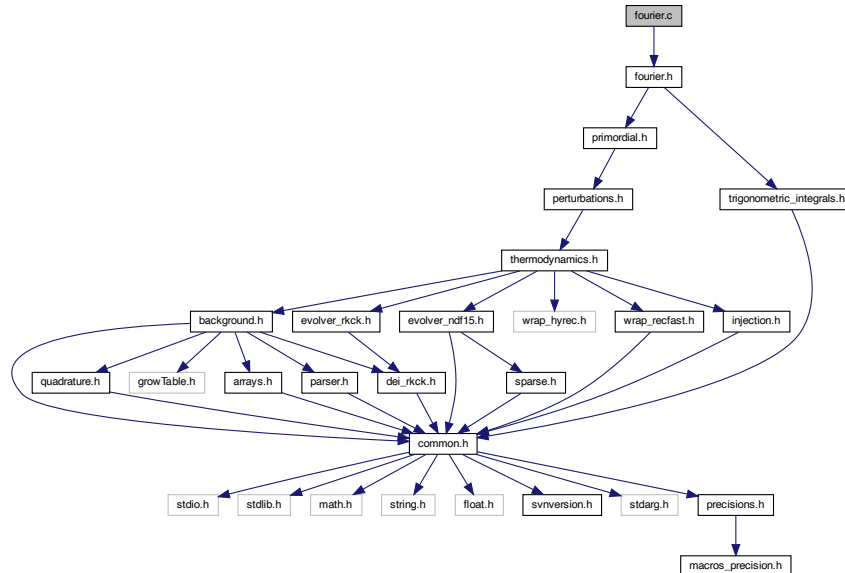 fourier.c
fourier.h
primordial.h
perturbations.h
trigonometric_integrals.h
thermodynamics.h
background.h
evolver_rkck.h
evolver_ndf15.h
wrap_hyrec.h
wrap_recfast.h
injection.h
quadrature.h
growTable.h
arrays.h
parser.h
dei_rkck.h
sparse.h
common.h
stdio.h
stdlib.h
math.h
string.h
float.h
svnversion.h
stdarg.h
precisions.h
macros_precision.h